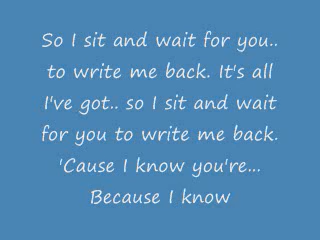 So I sit and wait for you..
to write me back. It's all
I've got.. so I sit and wait
for you to write me back.
'Cause I know you're...
Because I know